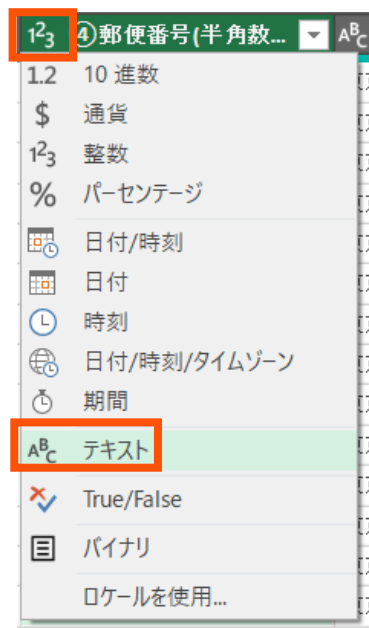 1²3 ④郵便番号(半角数... ABC
1.2 10 進数
$ 通貨
1²3 整数
% パーセンテージ
日付/時刻
日付
時刻
日付/時刻/タイムゾーン
期間
ABC テキスト
True/False
バイナリ
ロケールを使用...